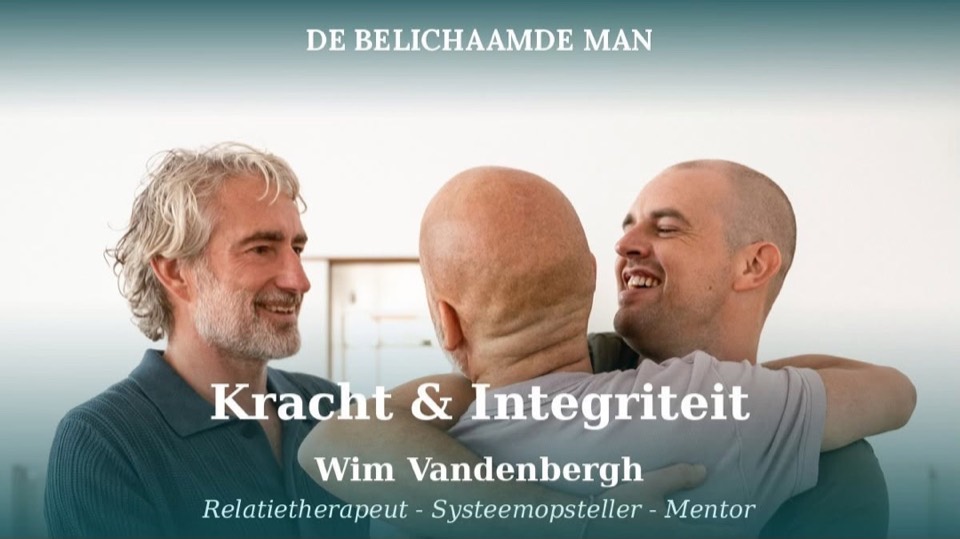 DE BELICHAAMDE MAN
Kracht & Integriteit
Wim Vandenbergh
Relatietherapeut - Systeemopsteller - Mentor